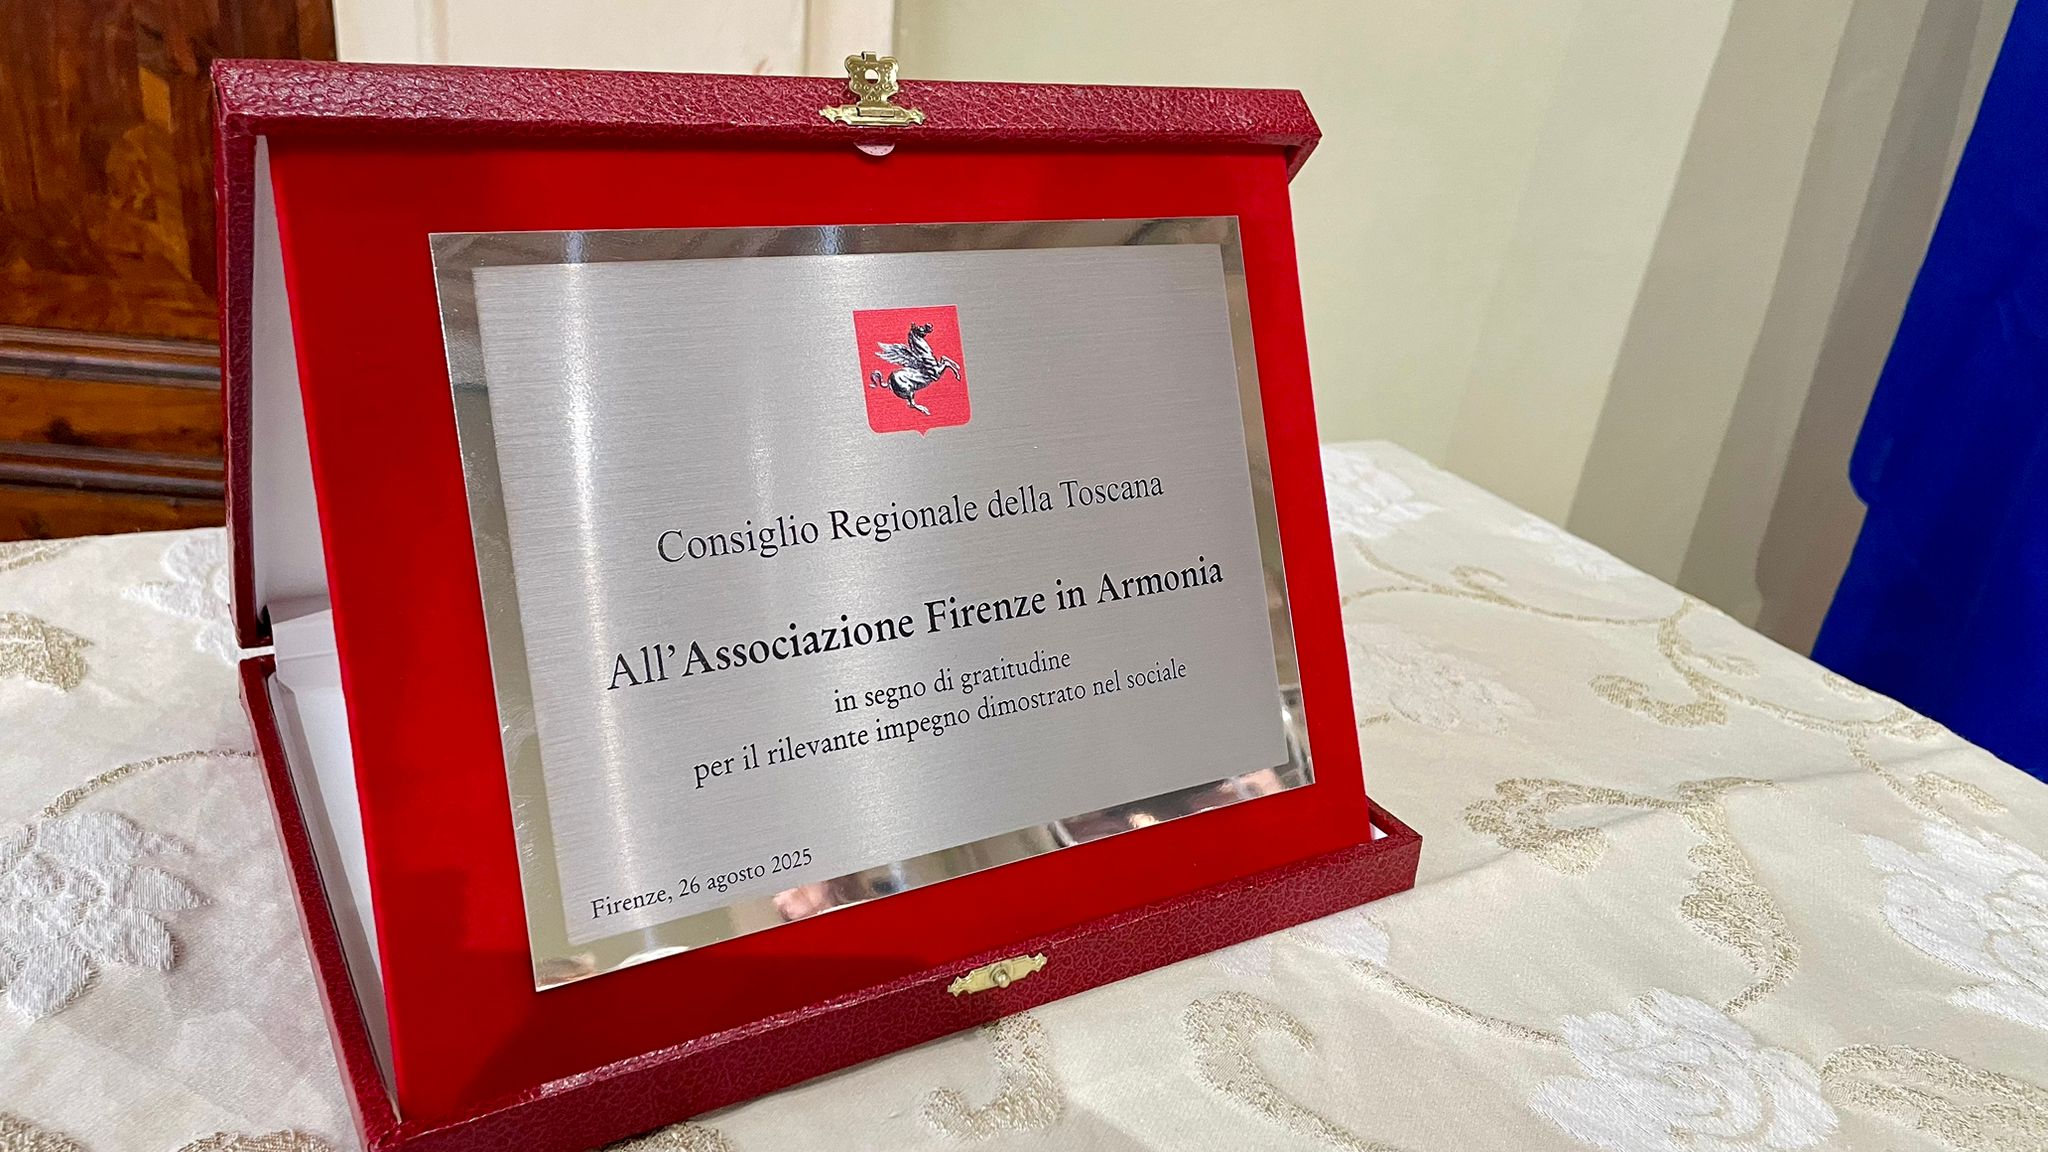 Consiglio Regionale della Toscana
All'Associazione Firenze in Armonia
in segno di gratitudine
per il rilevante impegno dimostrato nel sociale
Firenze, 26 agosto 2025